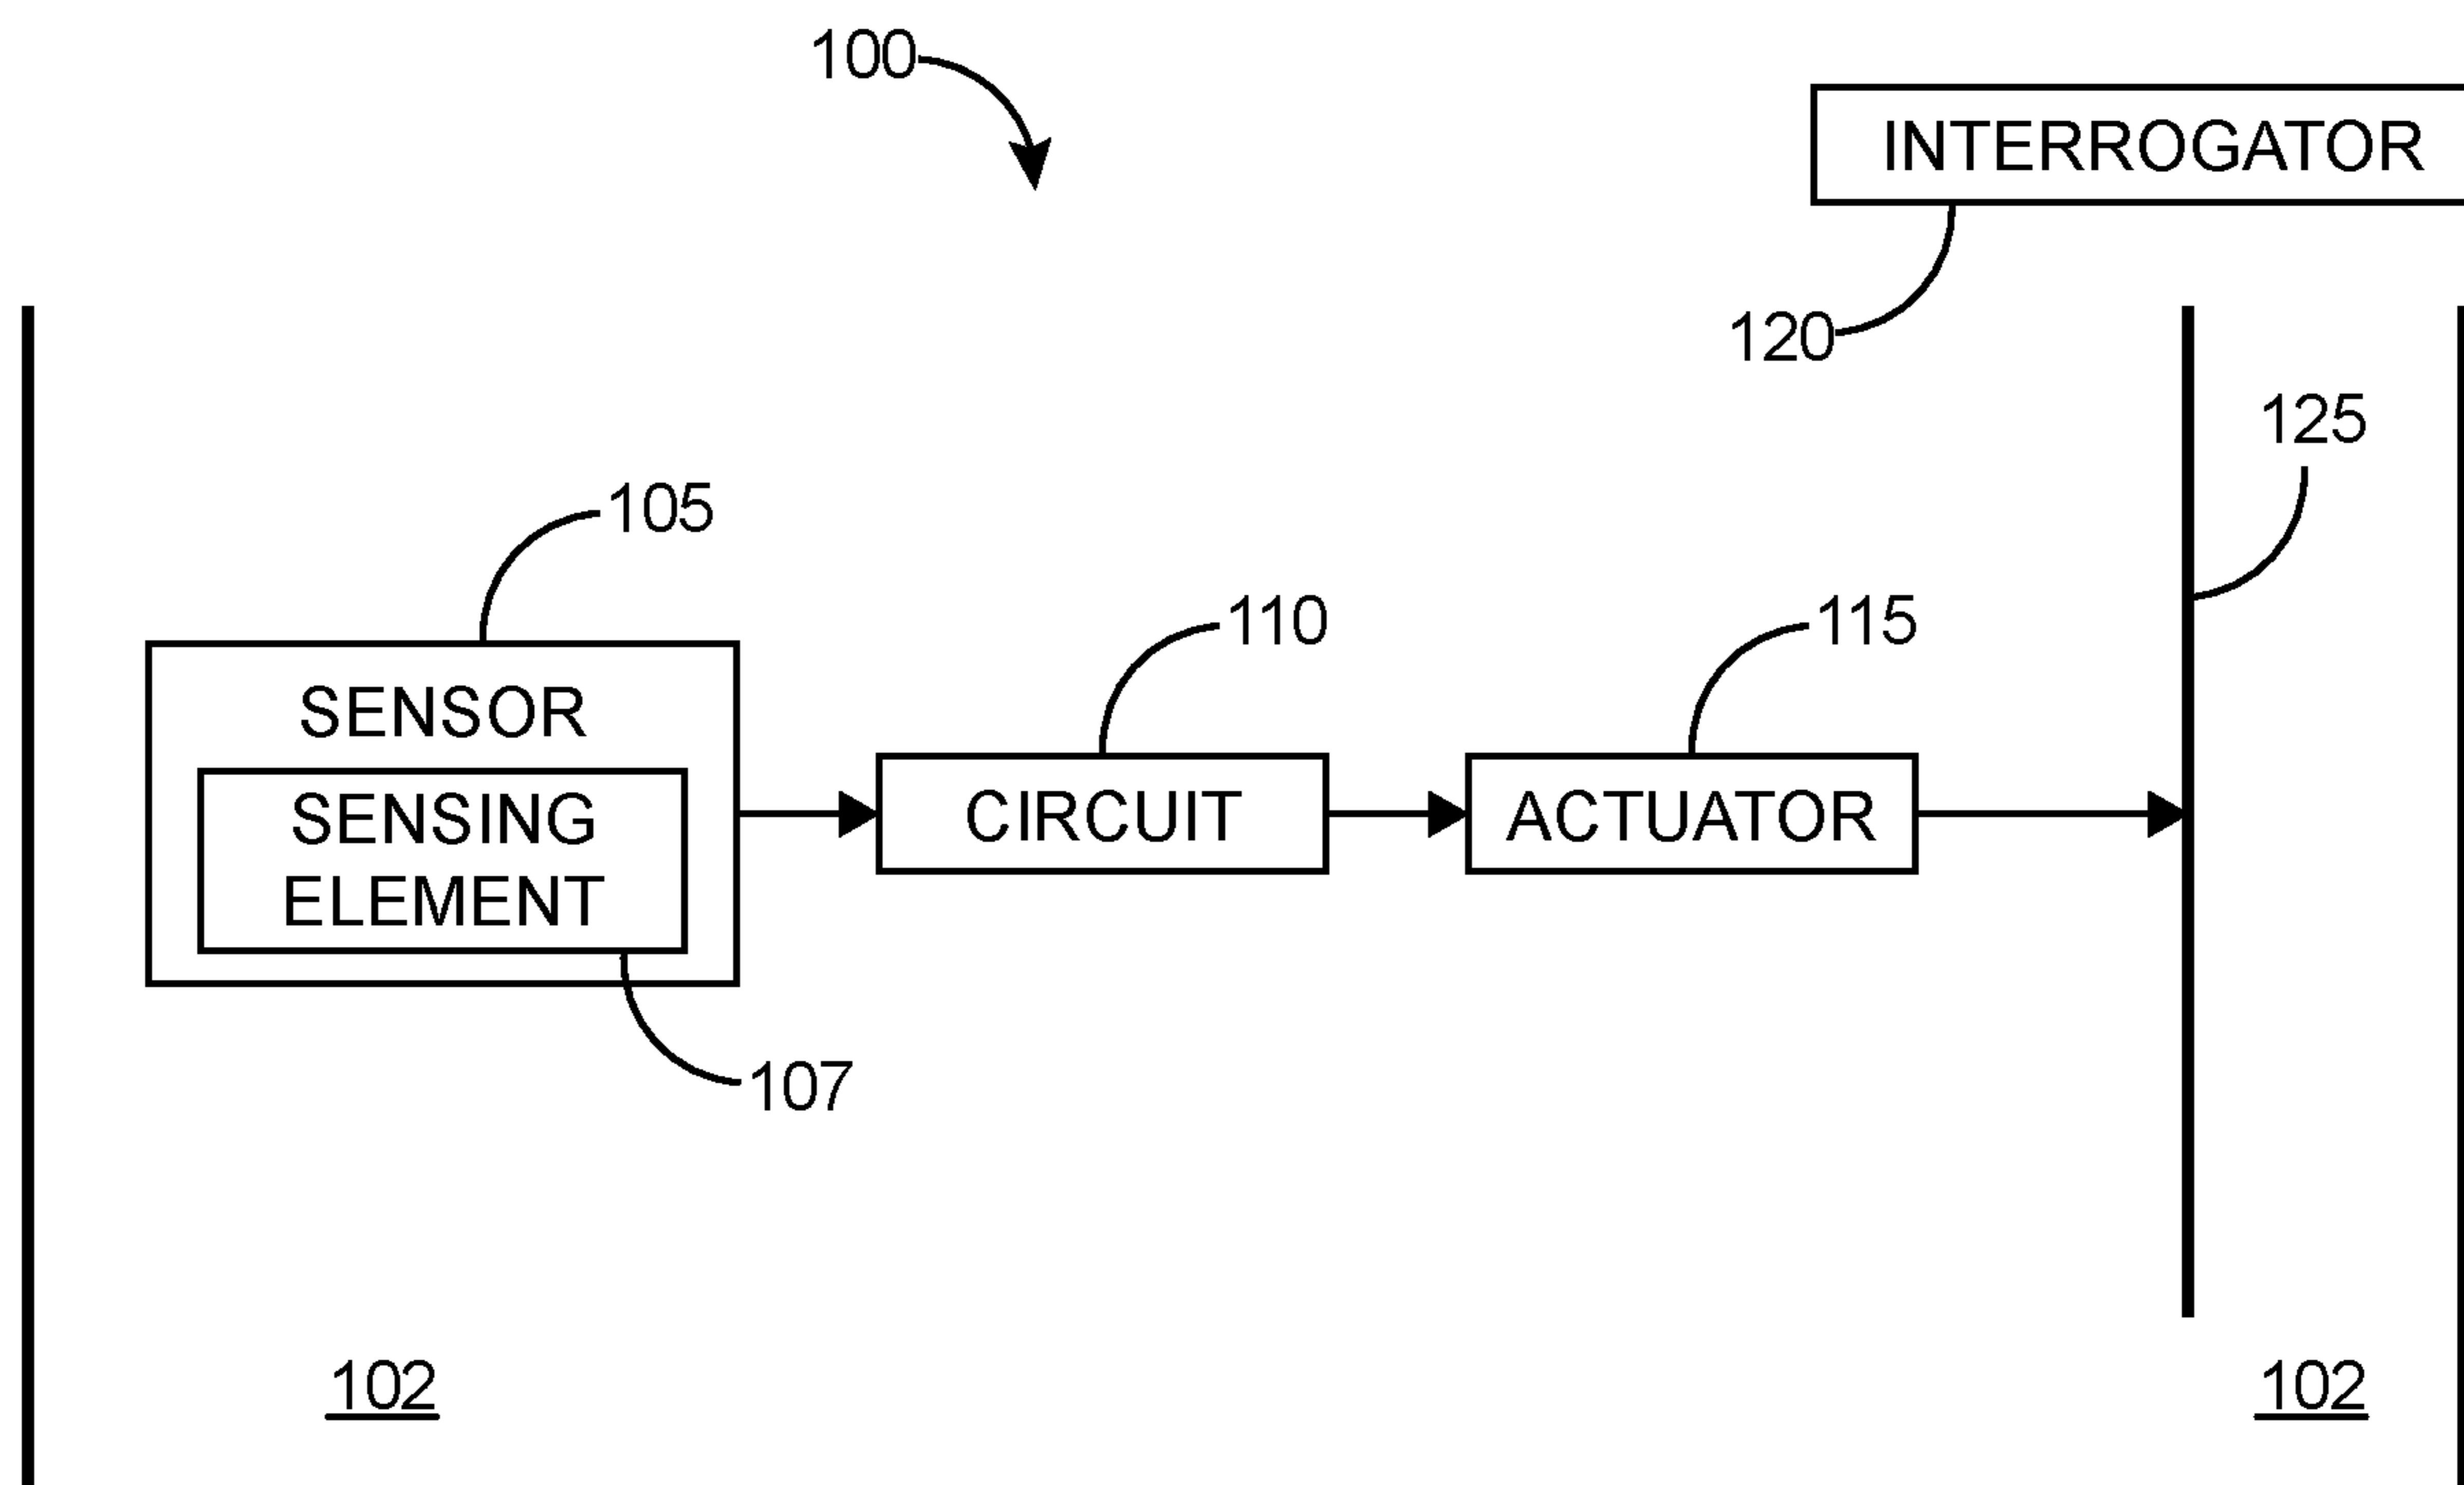 100
INTERROGATOR
120
125
105
110
115
SENSOR
SENSING
ELEMENT
CIRCUIT
ACTUATOR
107
102
102